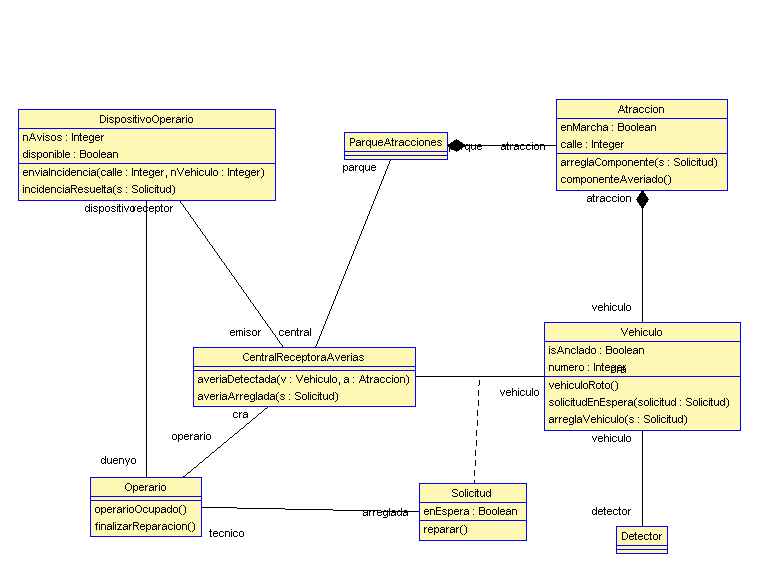 Atraccion
enMarcha : Boolean
calle : Integer
arreglaComponente(s : Solicitud)
componenteAveriado()
DispositivoOperario
nAvisos : Integer
disponible : Boolean
enviaIncidencia(calle : Integer, nVehiculo : Integer)
incidenciaResuelta(s : Solicitud)
ParqueAtracciones
parque
atraccion
parque
atraccion
dispositivo
receptor
vehiculo
emisor
central
Vehiculo
isAnclado : Boolean
numero : Integer
cra
vehiculoRoto()
solicitudEnEspera(solicitud : Solicitud)
arreglaVehiculo(s : Solicitud)
CentralReceptoraAverias
averiaDetectada(v : Vehiculo, a : Atraccion)
averiaArreglada(s : Solicitud)
vehiculo
cra
operario
vehiculo
duenyo
Operario
operarioOcupado()
finalizarReparacion()
tecnico
arreglada
Solicitud
enEspera : Boolean
reparar()
detector
Detector